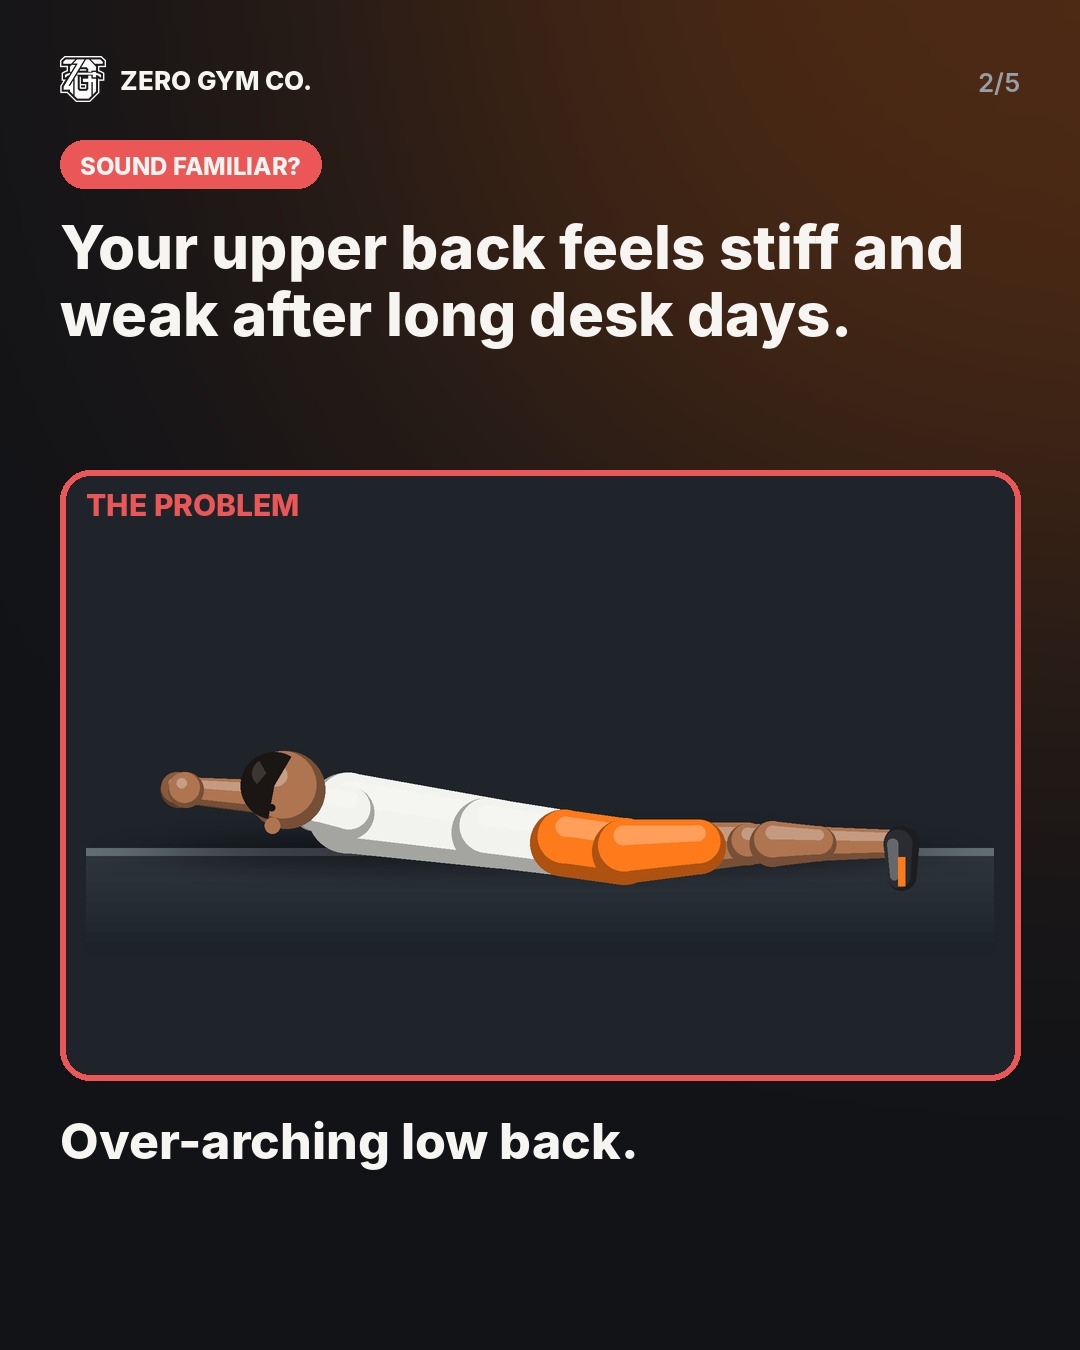 ZERO GYM CO.
2/5
SOUND FAMILIAR?
Your upper back feels stiff and
weak after long desk days.
THE PROBLEM
Over-arching low back.